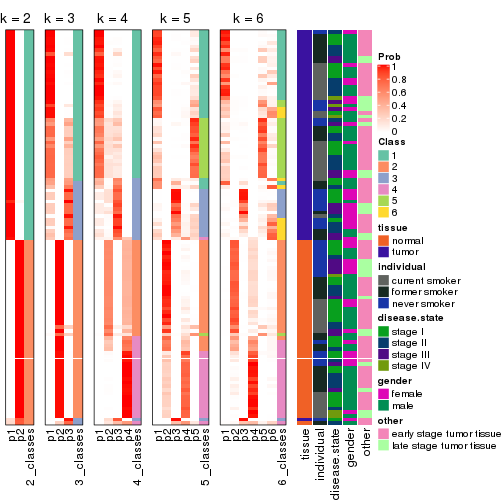 k = 2 k = 3 k = 4 k = 5 k = 6
Prob
1
0.8
0.6
0.4
0.2
0
Class
1
2
3
4
5
6
tissue
normal
tumor
individual
current smoker
former smoker
never smoker
disease.state
stage I
stage II
stage III
stage IV
gender
female
male
other
early stage tumor tissue
late stage tumor tissue
p1
p2
2_classes
p1
p2
p3
3_classes
p1
p2
p3
p4
4_classes
p1
p2
p3
p4
p5
5_classes
p1
p2
p3
p4
p5
p6
6_classes
tissue
individual
disease.state
gender
other